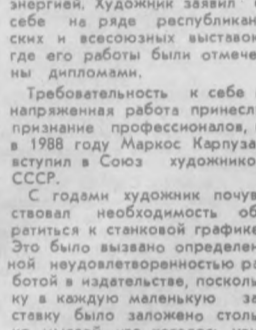 энергией. Художник заявил
себе на ряде республикан
ских и всесоюзных выставок
где его работы были отмече
ны дипломами.
Требовательность к себе
напряженная работа принесл
признание профессионалов,
в 1988 году Маркос Карпуза
вступил в Союз художнико
СССР.
С годами художник почув
ствовал необходимость об
ратиться к станковой график
Это было вызвано определен
ной неудовлетворенностью ра
ботой в издательстве, посколь
ку в каждую маленькую за
ставку было заложено столь